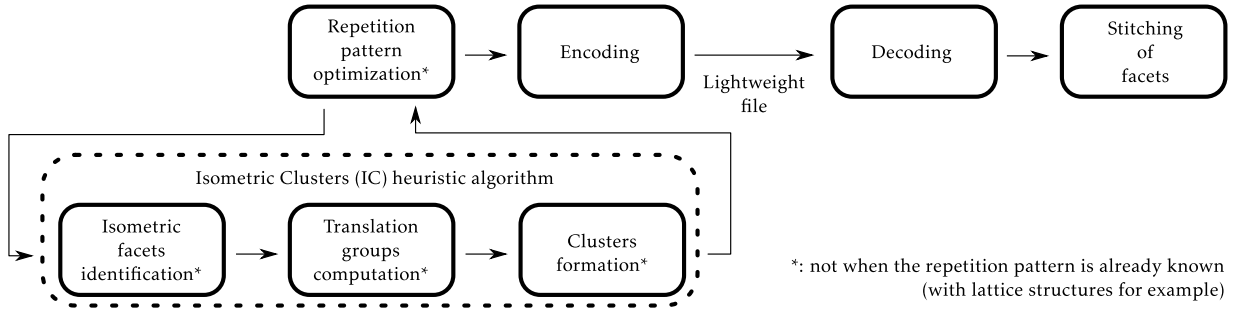 Repetition
pattern
optimization*
Encoding
Lightweight
file
Decoding
Stitching
of
facets
Isometric Clusters (IC) heuristic algorithm
Isometric
facets
identification*
Translation
groups
computation*
Clusters
formation*
*: not when the repetition pattern is already known
(with lattice structures for example)